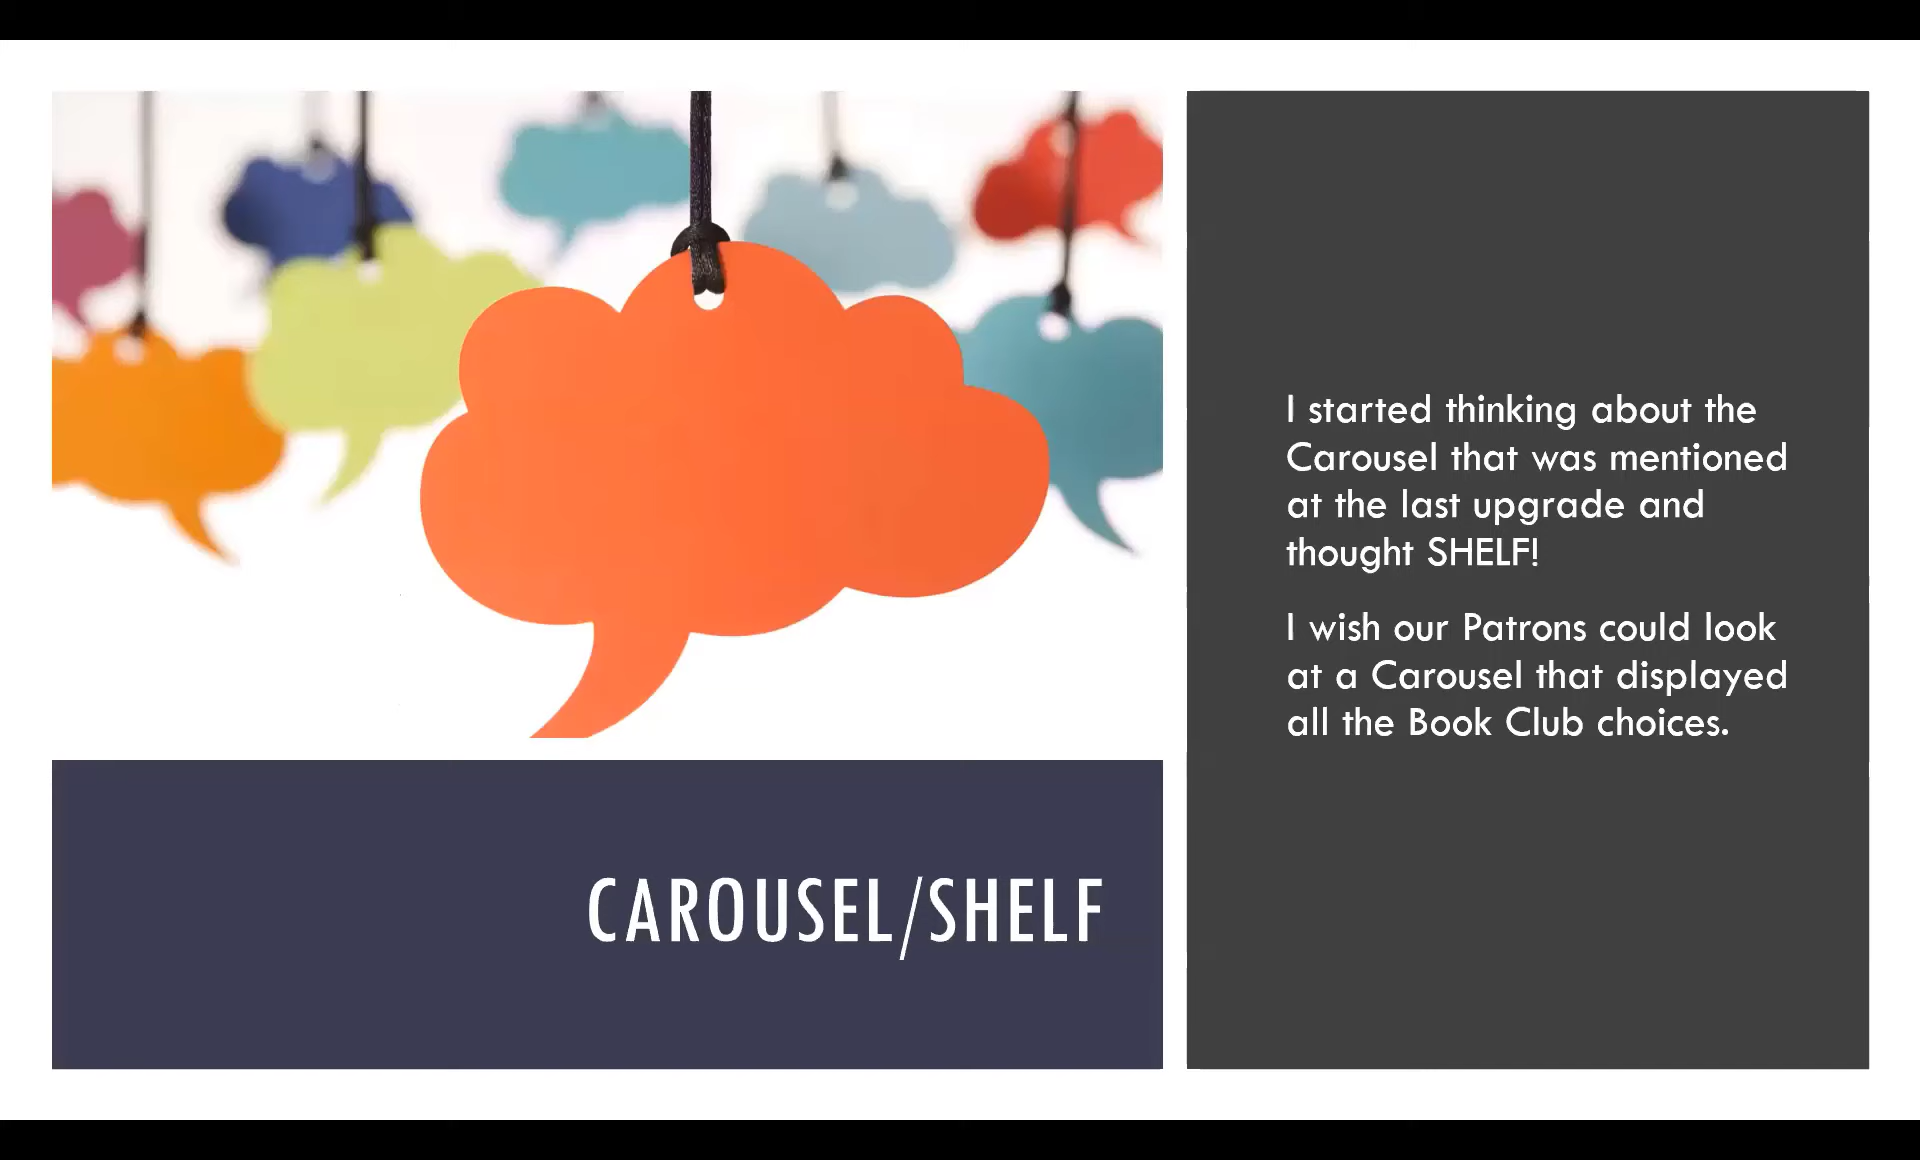 I started thinking about the
Carousel that was mentioned
at the last upgrade and
thought SHELF!
I wish our Patrons could look
at a Carousel that displayed
all the Book Club choices.
CAROUSEL/SHELF